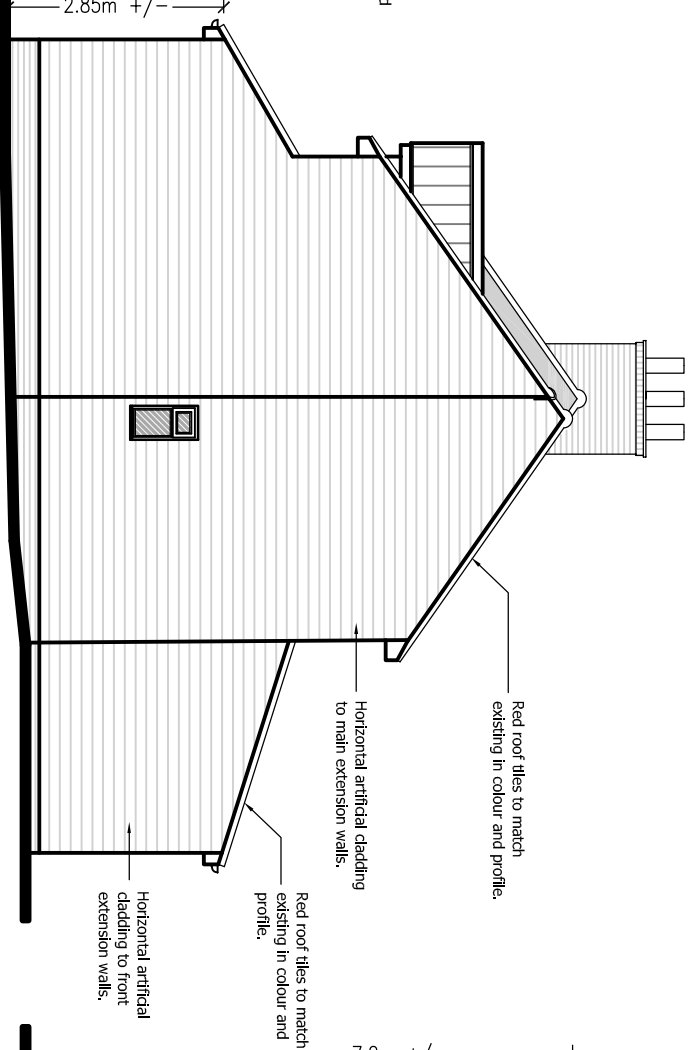 2.85m +/-
Red roof tiles to match
existing in colour and profile.
Horizontal artificial cladding
to main extension walls.
Red roof tiles to match
existing in colour and
profile.
Horizontal artificial
cladding to front
extension walls.